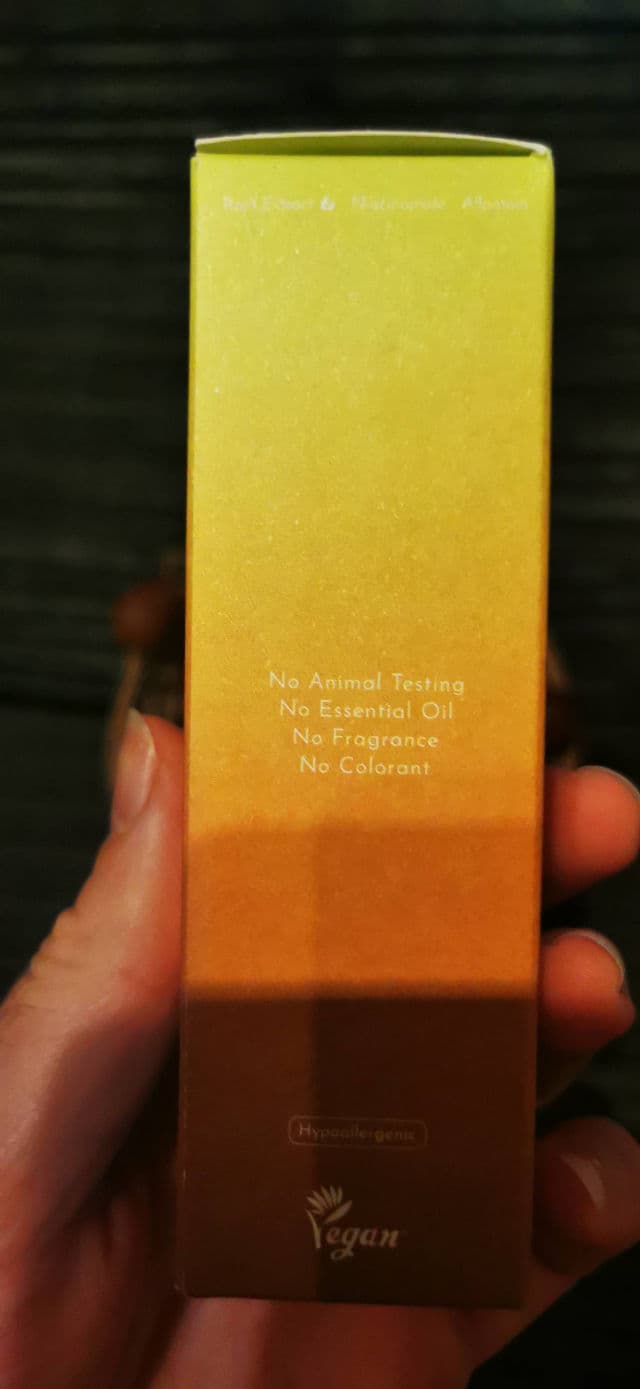 No Animal Testing
No Essential Oil
No Fragrance
No Colorant
Hypoallergenic
Vegan